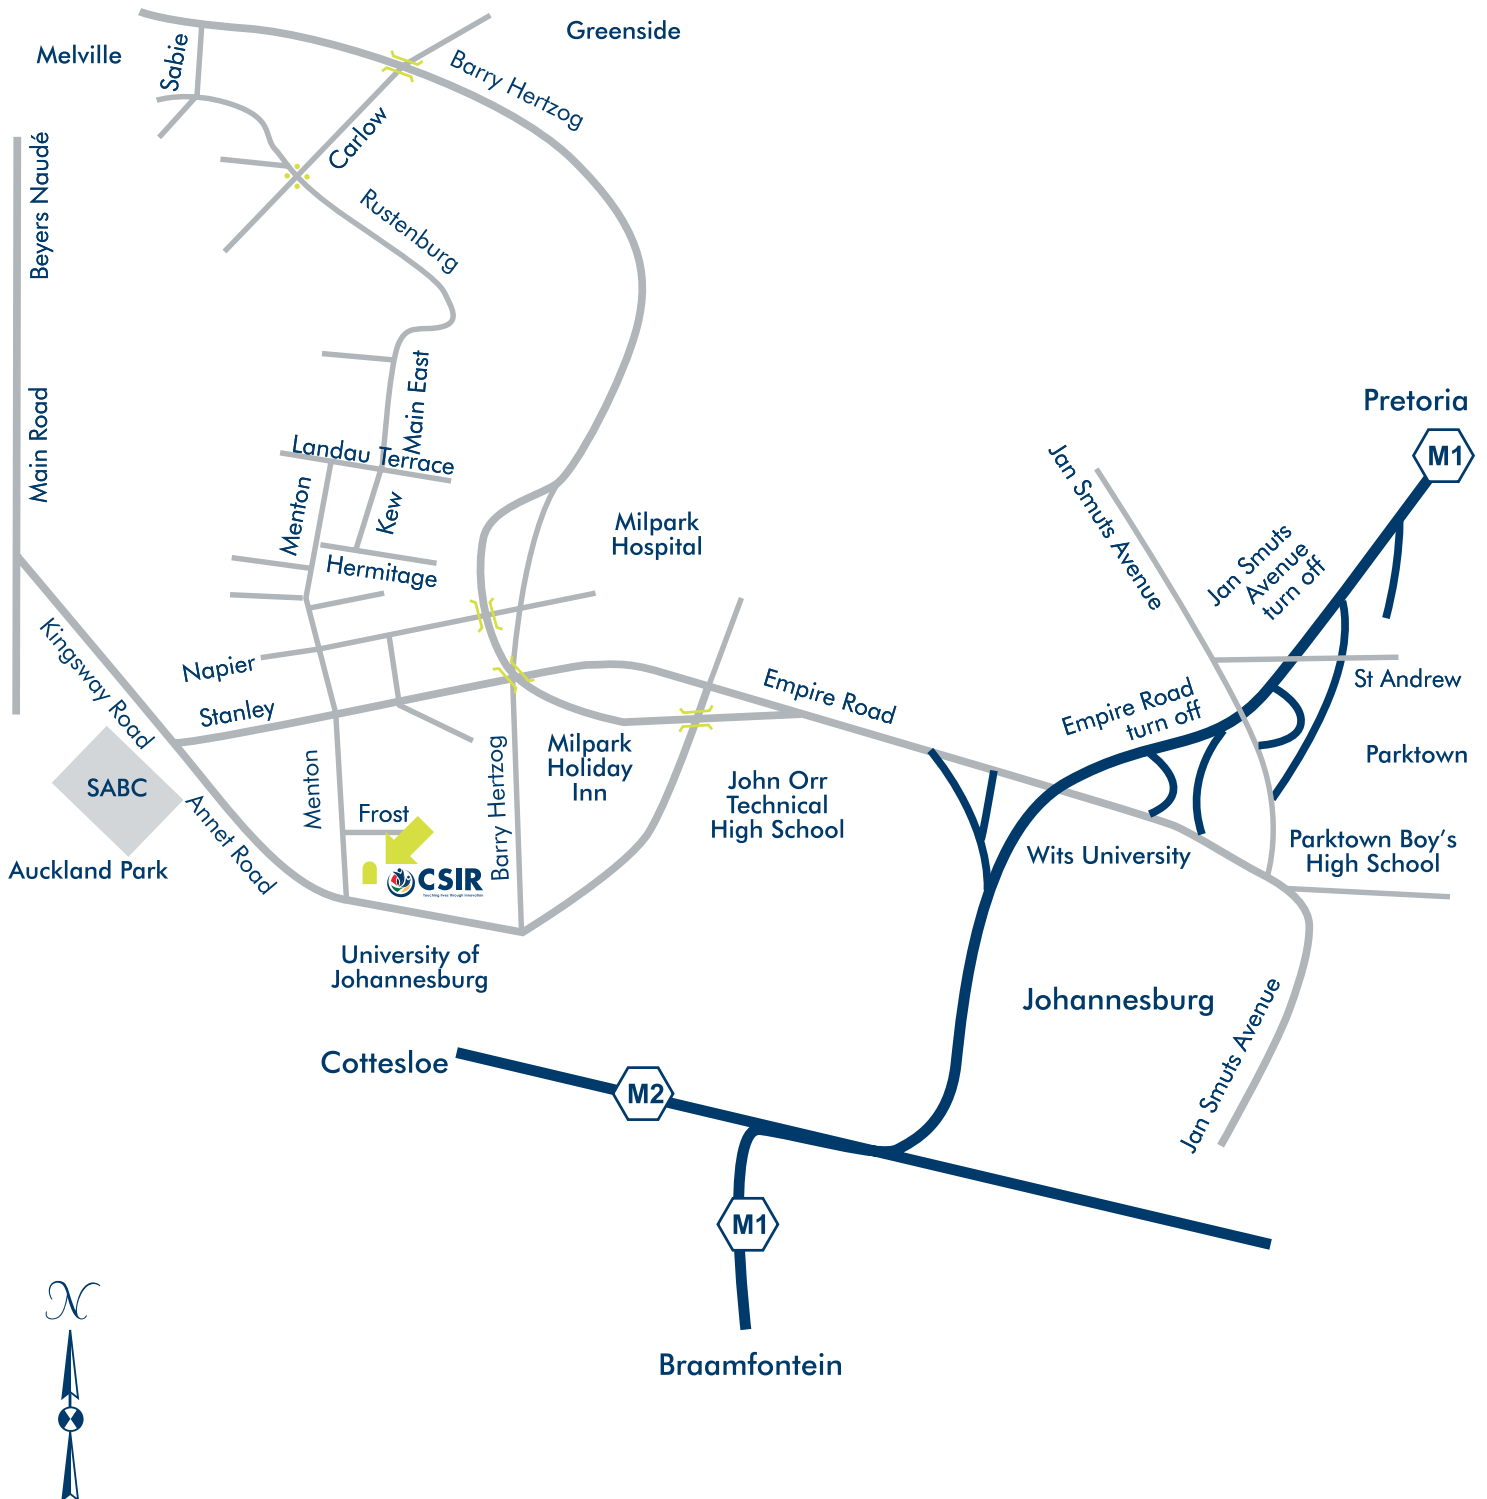 Greenside
Melville
Sabie
Barry Hertzog
Carlow
Beyers Naudé
Rustenburg
Main East
Main Road
Pretoria
M1
Landau Terrace
Menton
Kew
Hermitage
Milpark
Hospital
Jan Smuts Avenue
Jan Smuts
Avenue
turn off
Kingsway Road
Napier
Stanley
Empire Road
Empire Road
turn off
St Andrew
Parktown
SABC
Menton
Barry Hertzog
Milpark
Holiday
Inn
John Orr
Technical
High School
Frost
Annet Road
Auckland Park
CSIR
Touching lives through innovation
Wits University
Parktown Boy's
High School
University of
Johannesburg
Johannesburg
Jan Smuts Avenue
Cottesloe
M2
M1
Braamfontein
N